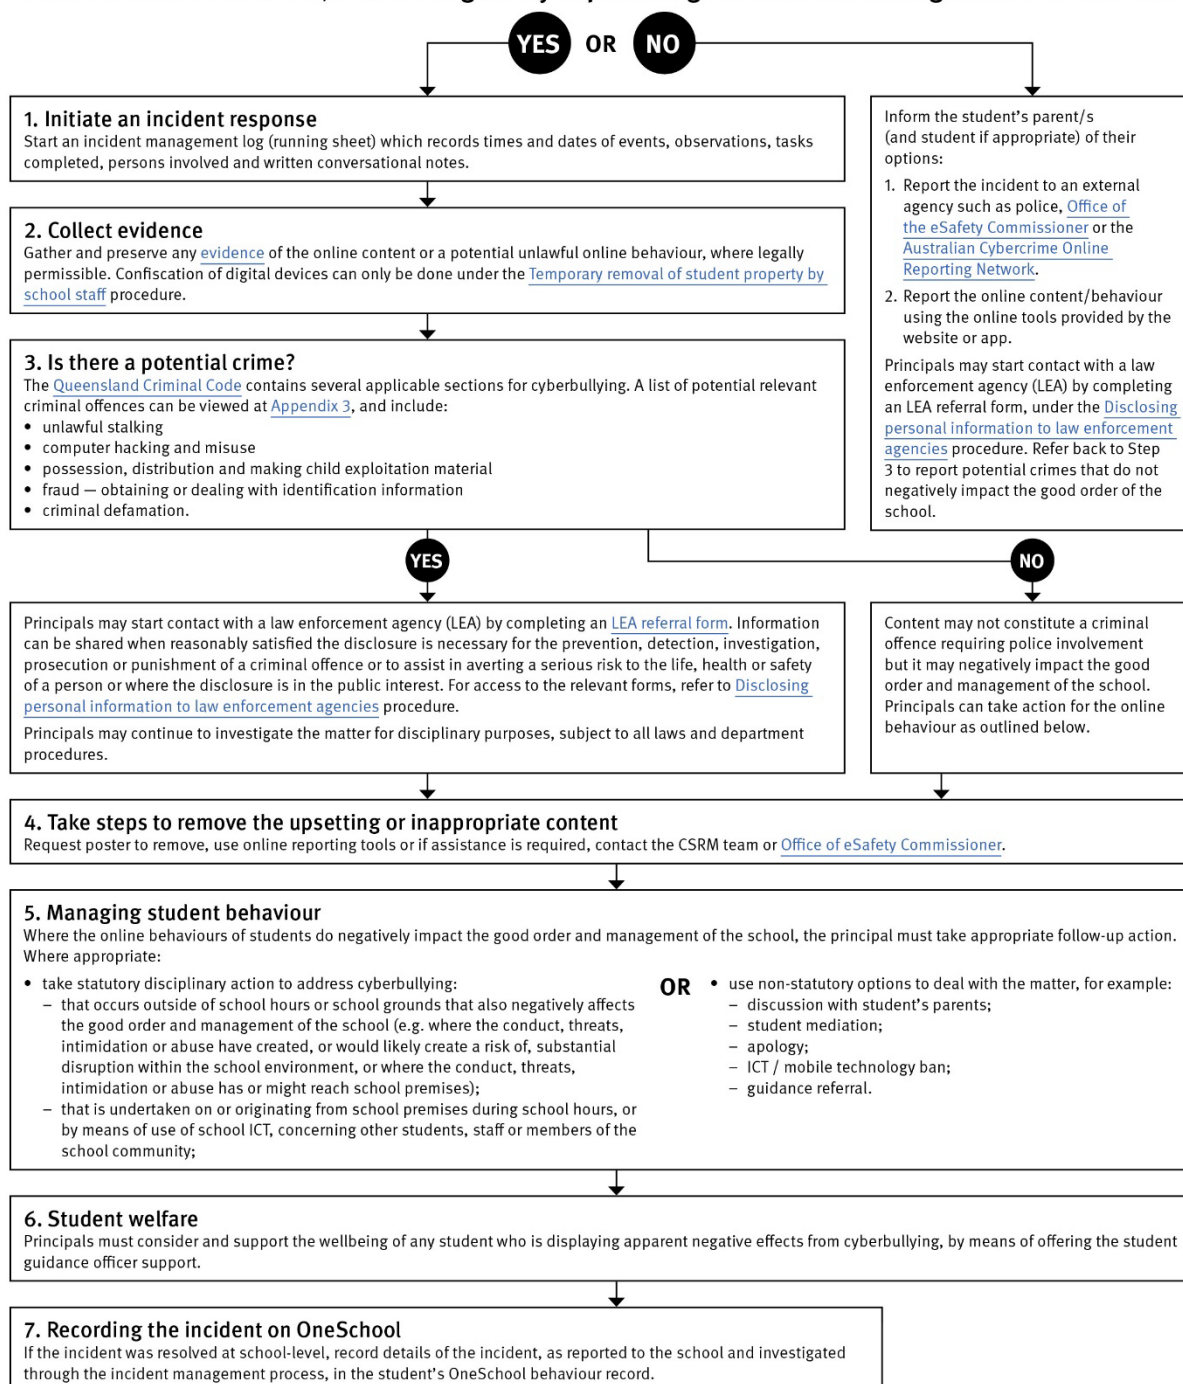 YES OR NO
1. Initiate an incident response
Start an incident management log (running sheet) which records times and dates of events, observations, tasks
completed, persons involved and written conversational notes.
2. Collect evidence
Gather and preserve any evidence of the online content or a potential unlawful online behaviour, where legally
permissible. Confiscation of digital devices can only be done under the Temporary removal of student property by
school staff procedure.
3. Is there a potential crime?
The Queensland Criminal Code contains several applicable sections for cyberbullying. A list of potential relevant
criminal offences can be viewed at Appendix 3, and include:
• unlawful stalking
• computer hacking and misuse
• possession, distribution and making child exploitation material
• fraud — obtaining or dealing with identification information
• criminal defamation.
Inform the student's parent/s
(and student if appropriate) of their
options:
1. Report the incident to an external
agency such as police, Office of
the eSafety Commissioner or the
Australian Cybercrime Online
Reporting Network.
2. Report the online content/behaviour
using the online tools provided by the
website or app.
Principals may start contact with a law
enforcement agency (LEA) by completing
an LEA referral form, under the Disclosing
personal information to law enforcement
agencies procedure. Refer back to Step
3 to report potential crimes that do not
negatively impact the good order of the
school.
YES
NO
Principals may start contact with a law enforcement agency (LEA) by completing an LEA referral form. Information
can be shared when reasonably satisfied the disclosure is necessary for the prevention, detection, investigation,
prosecution or punishment of a criminal offence or to assist in averting a serious risk to the life, health or safety
of a person or where the disclosure is in the public interest. For access to the relevant forms, refer to Disclosing
personal information to law enforcement agencies procedure.
Principals may continue to investigate the matter for disciplinary purposes, subject to all laws and department
procedures.
Content may not constitute a criminal
offence requiring police involvement
but it may negatively impact the good
order and management of the school.
Principals can take action for the online
behaviour as outlined below.
4. Take steps to remove the upsetting or inappropriate content
Request poster to remove, use online reporting tools or if assistance is required, contact the CSRM team or Office of eSafety Commissioner.
5. Managing student behaviour
Where the online behaviours of students do negatively impact the good order and management of the school, the principal must take appropriate follow-up action.
Where appropriate:
• take statutory disciplinary action to address cyberbullying:
– that occurs outside of school hours or school grounds that also negatively affects
the good order and management of the school (e.g. where the conduct, threats,
intimidation or abuse have created, or would likely create a risk of, substantial
disruption within the school environment, or where the conduct, threats,
intimidation or abuse has or might reach school premises);
– that is undertaken on or originating from school premises during school hours, or
by means of use of school ICT, concerning other students, staff or members of the
school community;
OR
• use non-statutory options to deal with the matter, for example:
– discussion with student's parents;
– student mediation;
– apology;
– ICT / mobile technology ban;
– guidance referral.
6. Student welfare
Principals must consider and support the wellbeing of any student who is displaying apparent negative effects from cyberbullying, by means of offering the student
guidance officer support.
7. Recording the incident on OneSchool
If the incident was resolved at school-level, record details of the incident, as reported to the school and investigated
through the incident management process, in the student's OneSchool behaviour record.